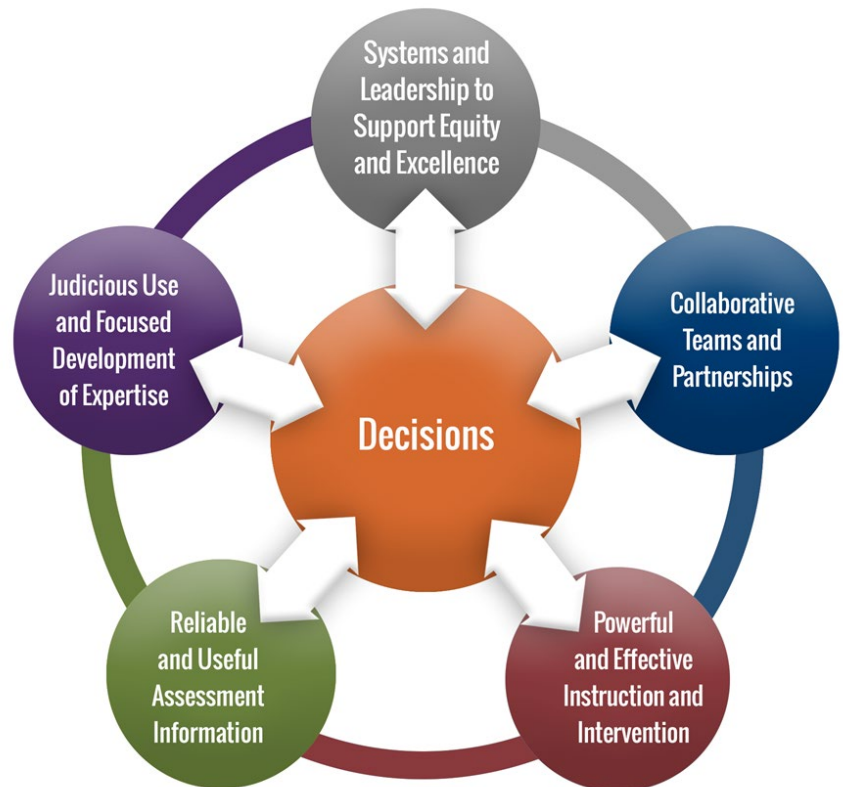 Systems and
Leadership to
Support Equity
and Excellence
Collaborative
Teams and
Partnerships
Powerful
and Effective
Instruction and
Intervention
Reliable
and Useful
Assessment
Information
Judicious Use
and Focused
Development
of Expertise
Decisions